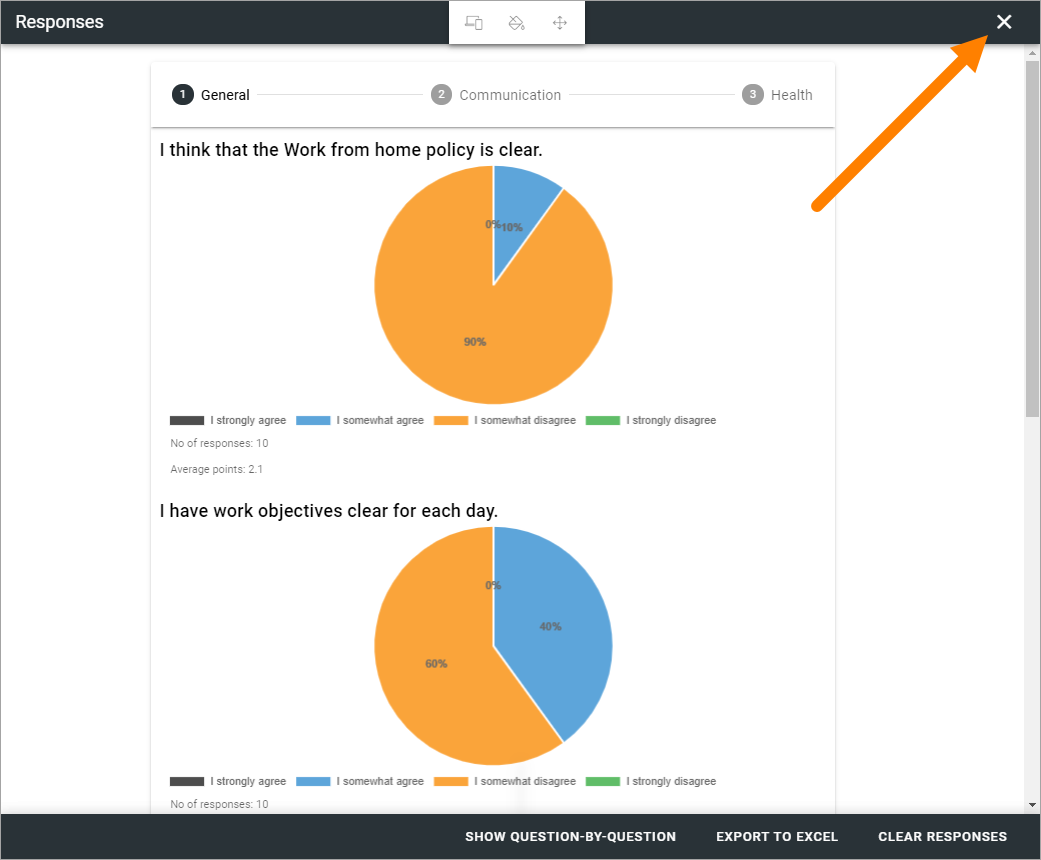 Responses
1 General 2 Communication 3 Health
I think that the Work from home policy is clear.
0% 10%
90%
I strongly agree I somewhat agree I somewhat disagree I strongly disagree
No of responses: 10
Average points: 2.1
I have work objectives clear for each day.
0%
40%
60%
I strongly agree I somewhat agree I somewhat disagree I strongly disagree
No of responses: 10
SHOW QUESTION-BY-QUESTION EXPORT TO EXCEL CLEAR RESPONSES